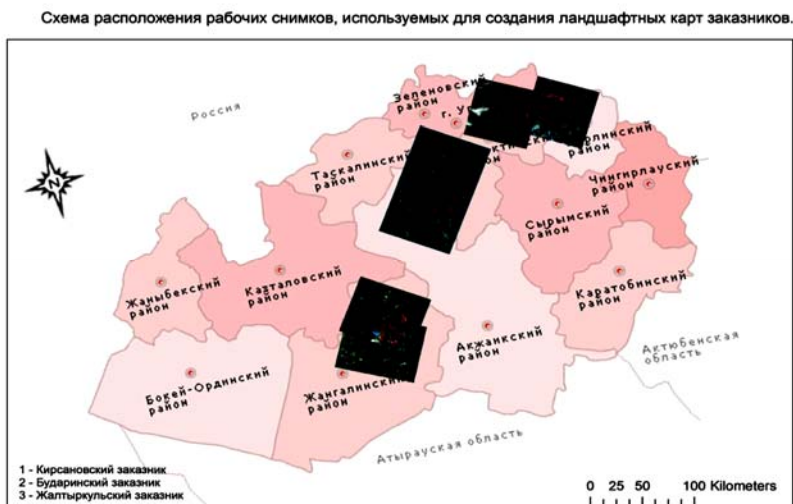 Схема расположения рабочих снимков, используемых для создания ландшафтных карт заказников.
Россия
Зеленовский
район
Таскалинский
район
Чингирлауский
район
Сырымский
район
Каратобинский
район
Жаныбекский
район
Казталовский
район
Акжаикский
район
Бокей-Ординский
район
Жангалинский
район
Актюбенская
область
Атырауская область
N
1 - Кирсановский заказник
2 - Бударинский заказник
3 - Жалтыркульский заказник
0 25 50 100 Kilometers